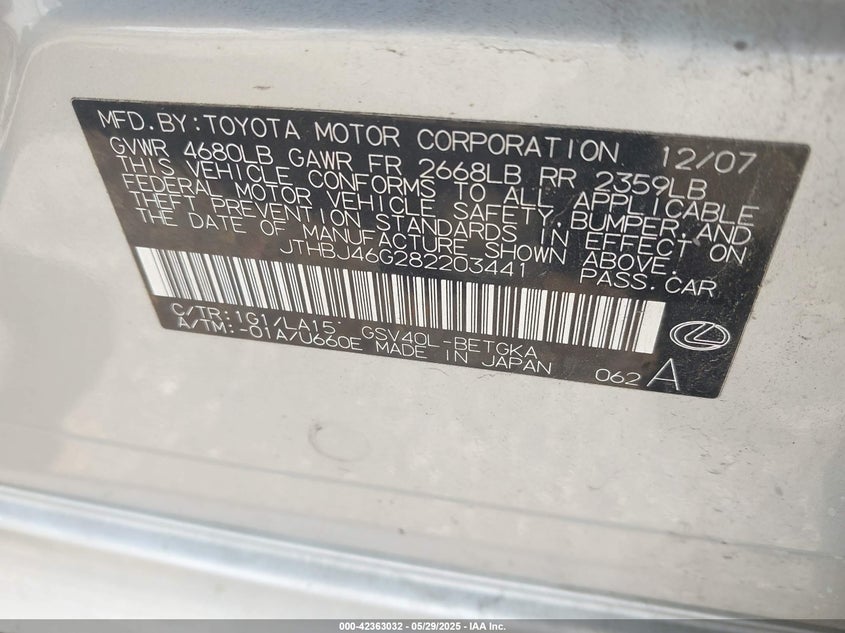 MFD.BY:TOYOTA MOTOR CORPORATION 12/07
GVWR 4680LB GAWR FR 2668LB RR 2359LB
THIS VEHICLE CONFORMS TO ALL APPLICABLE
FEDERAL MOTOR VEHICLE SAFETY,BUMPER,AND
THEFT PREVENTION STANDARDS IN EFFECT ON
THE DATE OF MANUFACTURE SHOWN ABOVE.
JTHBJ46G282203441 PASS.CAR
C/TR:1G1/LA15 GSV40L-BETGKA
A/TM:-01A/U660E MADE IN JAPAN 062 A
000-42363032 - 05/29/2025 - IAA Inc.